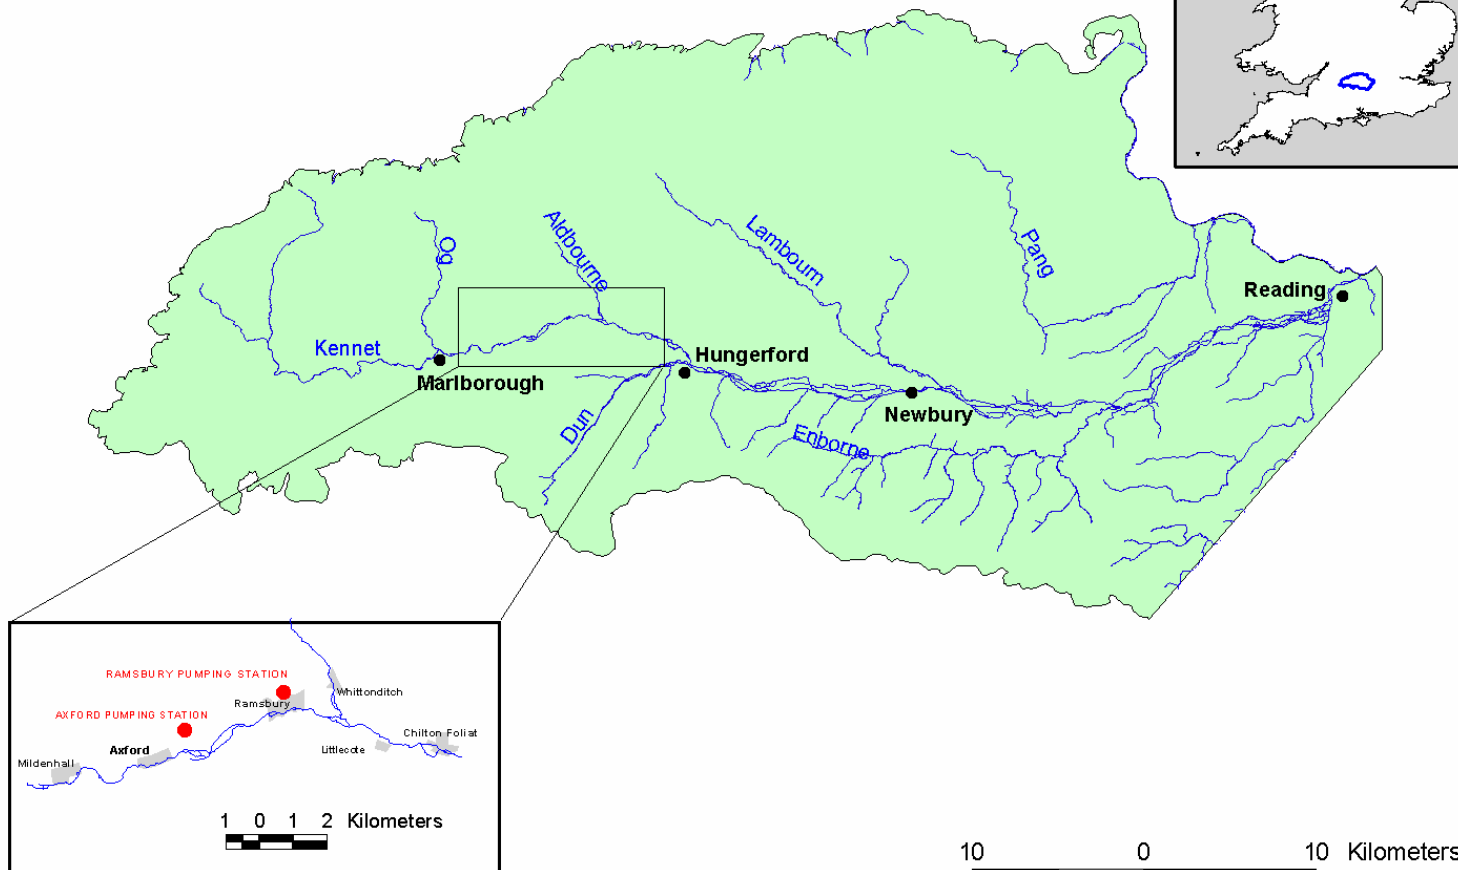 Og
Aldbourne
Lambourn
Pang
Reading
Kennet
Marlborough
Hungerford
Newbury
Dun
Enborne
RAMSBURY PUMPING STATION
Whittonditch
Ramsbury
AXFORD PUMPING STATION
Chilton Foliat
Axford
Littlecote
Mildenhall
1 0 1 2 Kilometers
10 0 10 Kilometers